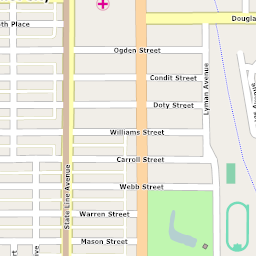 Dougla
th Place
Ogden Street
Condit Street
Lyman Avenue
Doty Street
Williams Street
Carroll Street
Webb Street
State Line Avenue
Warren Street
Mason Street